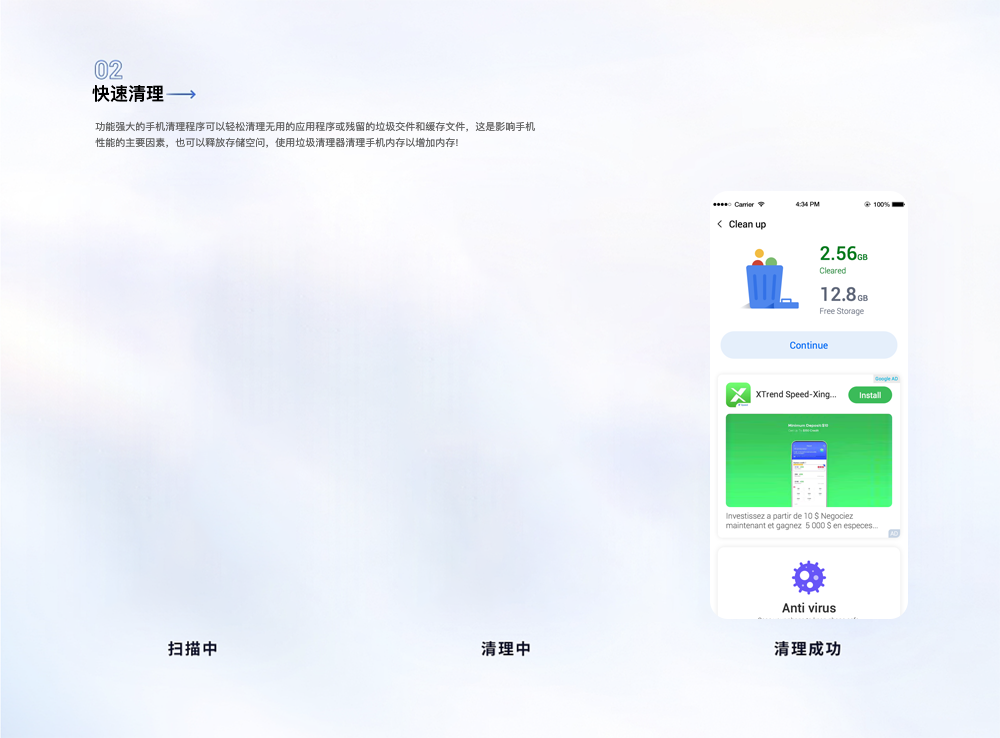 02
快速清理
功能强大的手机清理程序可以轻松清理无用的应用程序或残留的垃圾交件和缓存文件，这是影响手机
性能的主要因素，也可以释放存储空问，使用垃圾清理器清理手机内存以增加内存!
Carrier 4:34 PM 100%
Clean up
2.56GB
Cleared
12.8GB
Free Storage
Continue
Google AD
XTrend Speed-Xing...
Install
Minimum Deposit
Investissez a partir de 10 $ Negociez
maintenant et gagnez 5 000 $ en especes...
AD
Anti virus
扫描中
清理中
清理成功